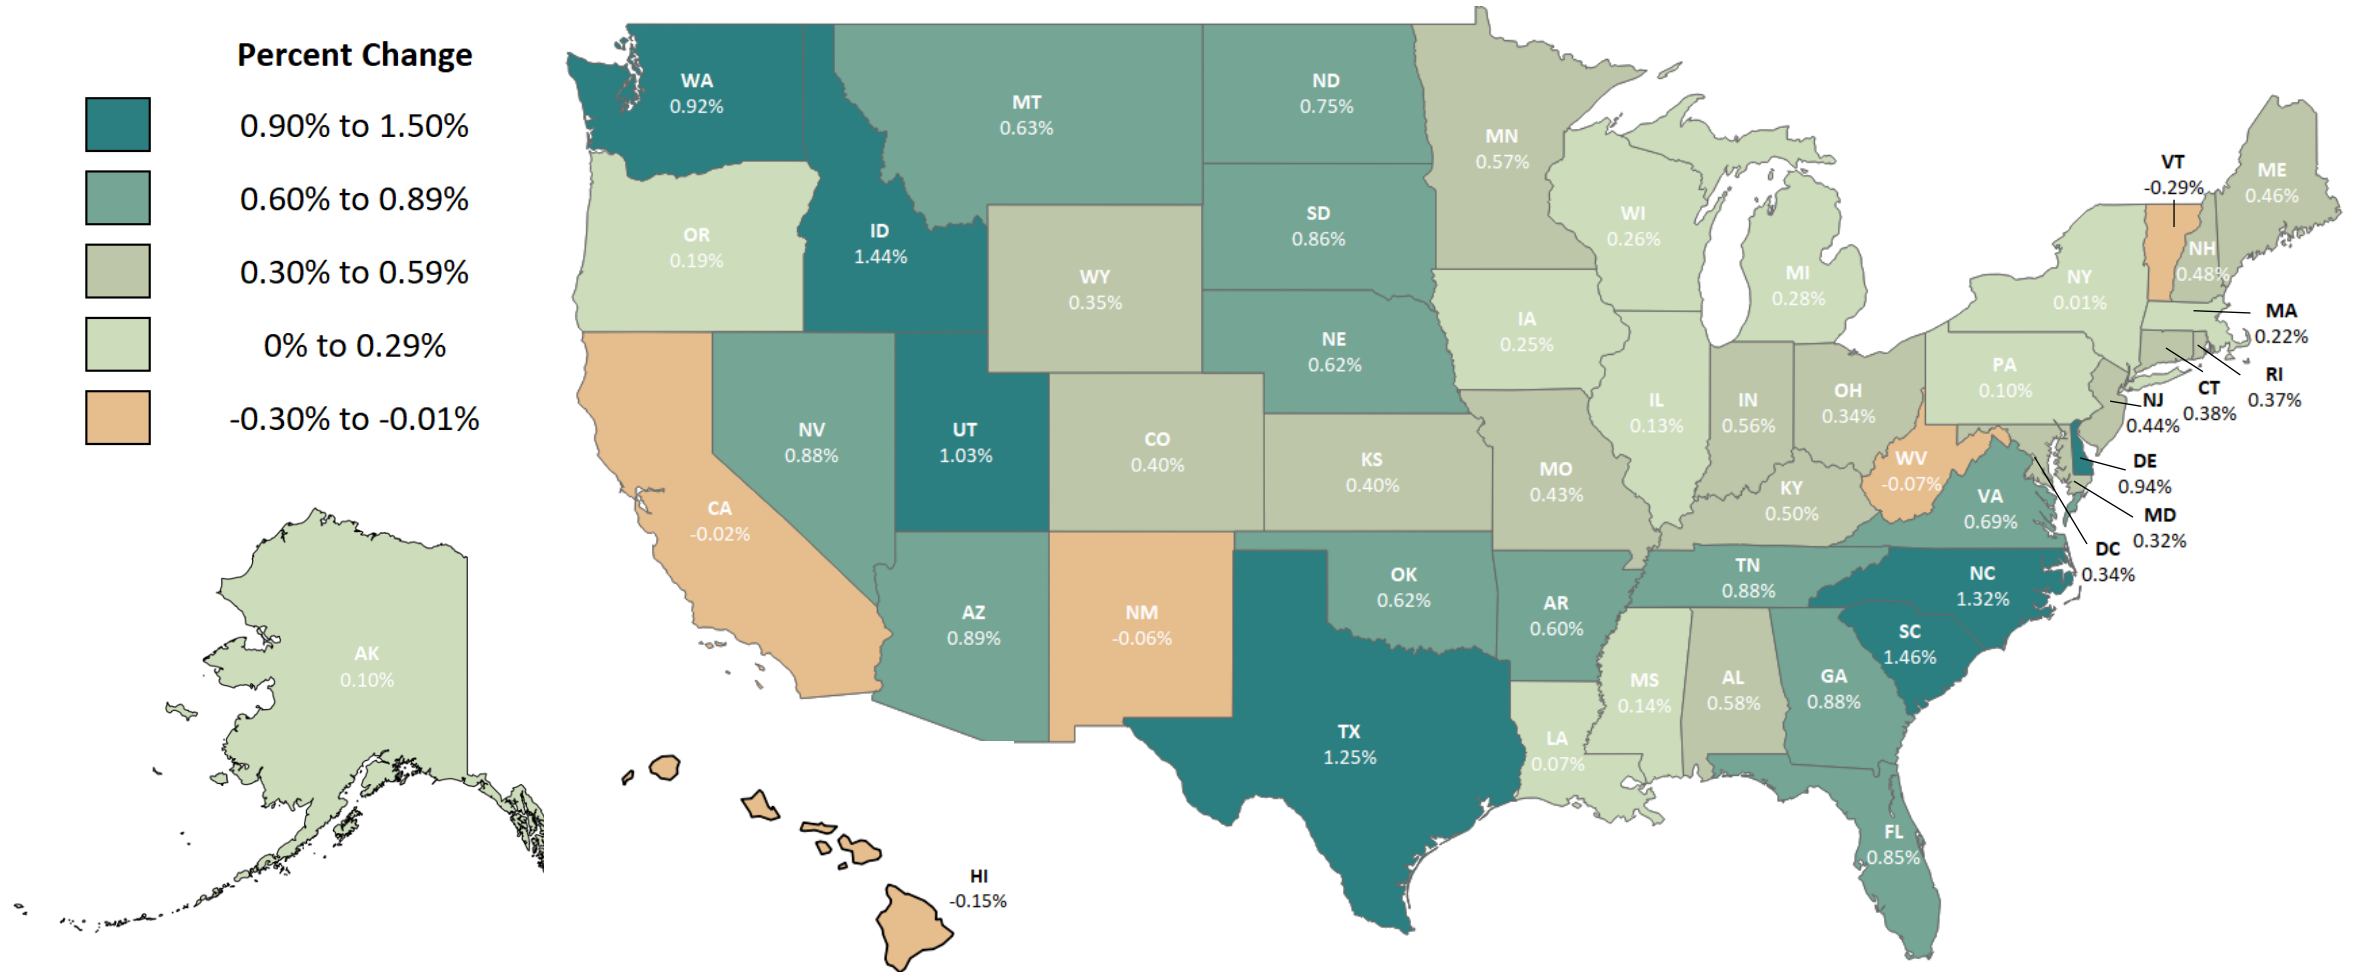 Percent Change
0.90% to 1.50%
0.60% to 0.89%
0.30% to 0.59%
0% to 0.29%
-0.30% to -0.01%
WA
0.92%
MT
0.63%
ND
0.75%
MN
0.57%
VT
-0.29%
ME
0.46%
OR
0.19%
ID
1.44%
WY
0.35%
SD
0.86%
WI
0.26%
MI
0.28%
NY
0.01%
NH
0.48%
MA
0.22%
RI
0.37%
CT
0.38%
NJ
0.44%
NE
0.62%
IA
0.25%
IL
0.13%
IN
0.56%
OH
0.34%
PA
0.10%
NV
0.88%
UT
1.03%
CO
0.40%
KS
0.40%
MO
0.43%
KY
0.50%
WV
-0.07%
VA
0.69%
DE
0.94%
MD
0.32%
DC
0.34%
CA
-0.02%
AZ
0.89%
NM
-0.06%
OK
0.62%
AR
0.60%
TN
0.88%
NC
1.32%
SC
1.46%
AK
0.10%
TX
1.25%
LA
0.07%
MS
0.14%
AL
0.58%
GA
0.88%
FL
0.85%
HI
-0.15%